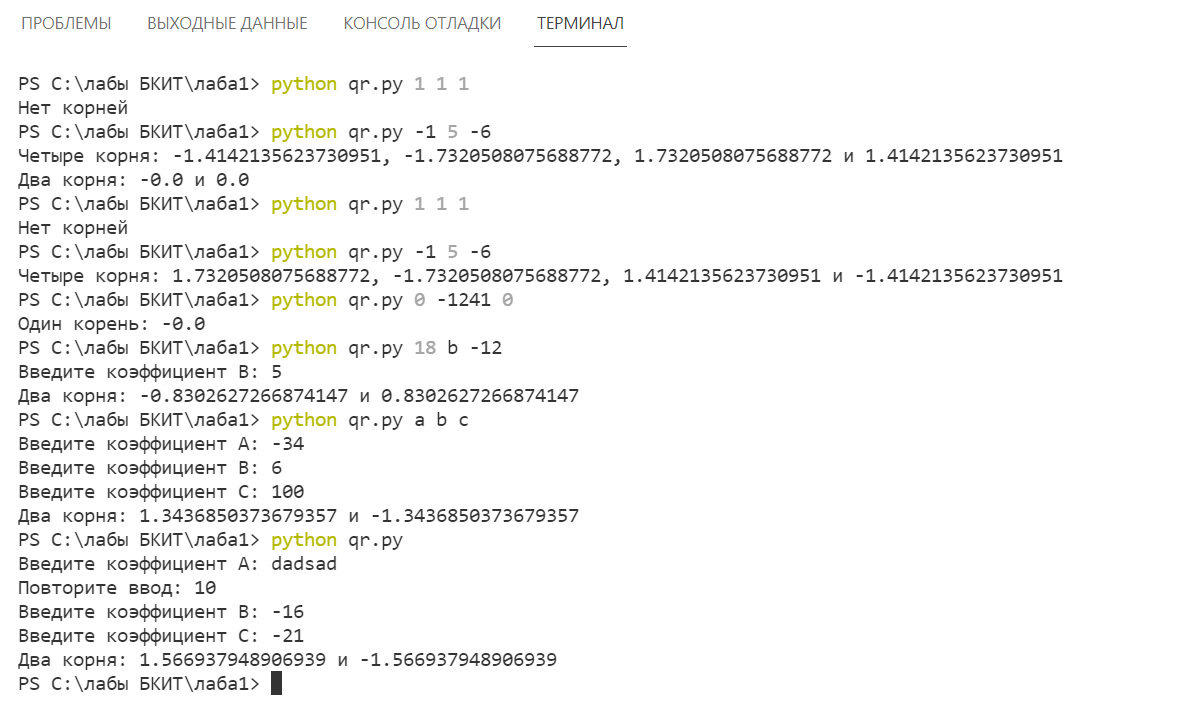 ПРОБЛЕМЫ ВЫХОДНЫЕ ДАННЫЕ КОНСОЛЬ ОТЛАДКИ ТЕРМИНАЛ
PS C:\лабы БКИТ\лаба1> python qr.py 1 1 1
Нет корней
PS C:\лабы БКИТ\лаба1> python qr.py -1 5 -6
Четыре корня: -1.4142135623730951, -1.7320508075688772, 1.7320508075688772 и 1.4142135623730951
Два корня: -0.0 и 0.0
PS C:\лабы БКИТ\лаба1> python qr.py 1 1 1
Нет корней
PS C:\лабы БКИТ\лаба1> python qr.py -1 5 -6
Четыре корня: 1.7320508075688772, -1.7320508075688772, 1.4142135623730951 и -1.4142135623730951
PS C:\лабы БКИТ\лаба1> python qr.py 0 -1241 0
Один корень: -0.0
PS C:\лабы БКИТ\лаба1> python qr.py 18 b -12
Введите коэффициент B: 5
Два корня: -0.8302627266874147 и 0.8302627266874147
PS C:\лабы БКИТ\лаба1> python qr.py a b c
Введите коэффициент А: -34
Введите коэффициент B: 6
Введите коэффициент C: 100
Два корня: 1.3436850373679357 и -1.3436850373679357
PS C:\лабы БКИТ\лаба1> python qr.py
Введите коэффициент А: dadsad
Повторите ввод: 10
Введите коэффициент B: -16
Введите коэффициент C: -21
Два корня: 1.566937948906939 и -1.566937948906939
PS C:\лабы БКИТ\лаба1>